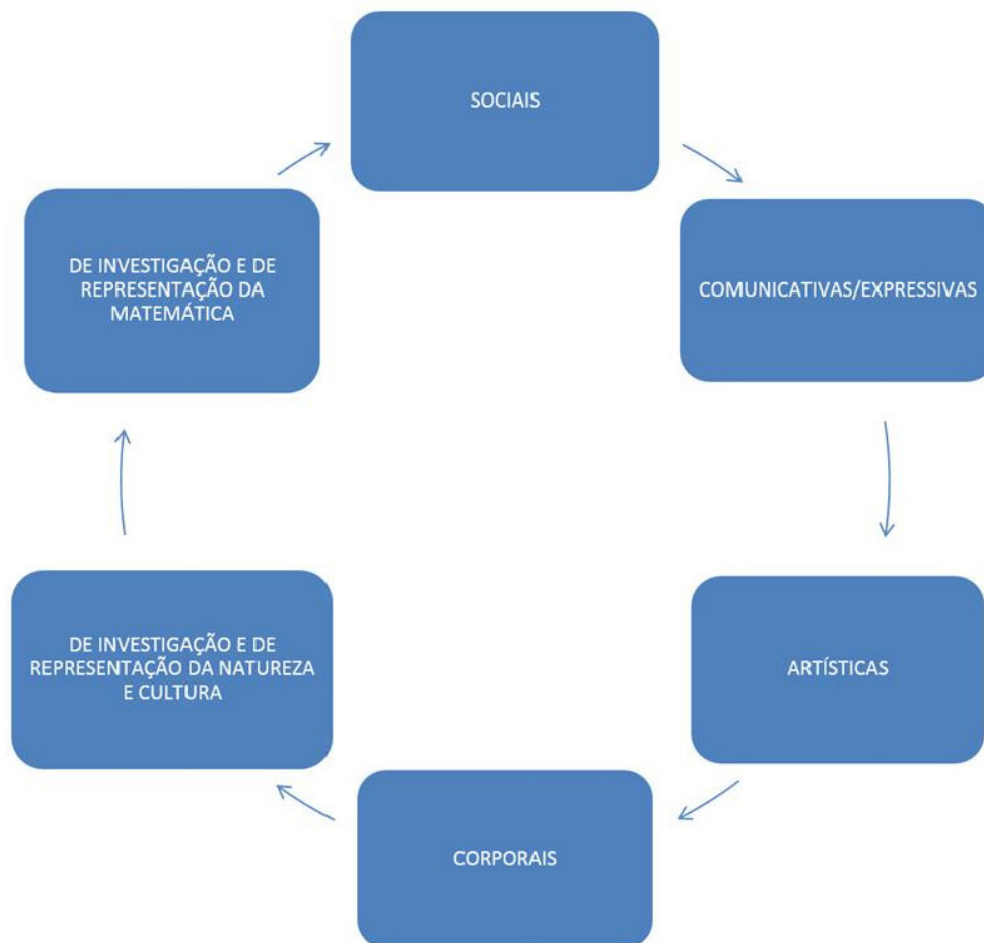 SOCIAIS
COMUNICATIVAS/EXPRESSIVAS
ARTÍSTICAS
CORPORAIS
DE INVESTIGAÇÃO E DE
REPRESENTAÇÃO DA NATUREZA
E CULTURA
DE INVESTIGAÇÃO E DE
REPRESENTAÇÃO DA
MATEMÁTICA